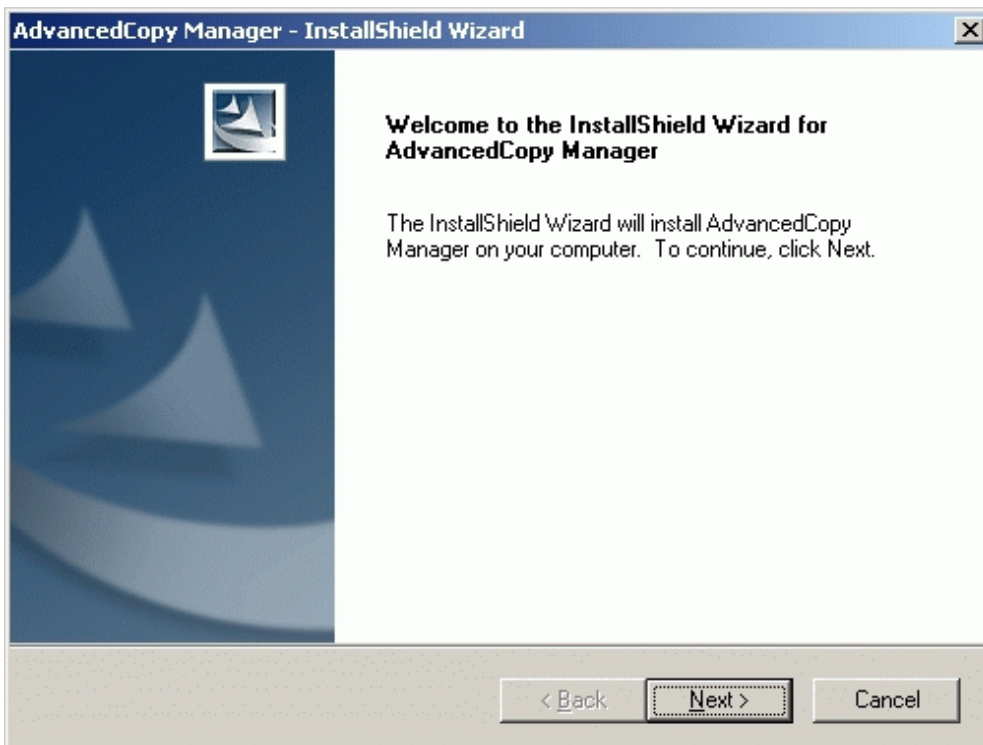 AdvancedCopy Manager - InstallShield Wizard
Welcome to the InstallShield Wizard for
AdvancedCopy Manager
The InstallShield Wizard will install AdvancedCopy
Manager on your computer.  To continue, click Next.
< Back
Next >
Cancel